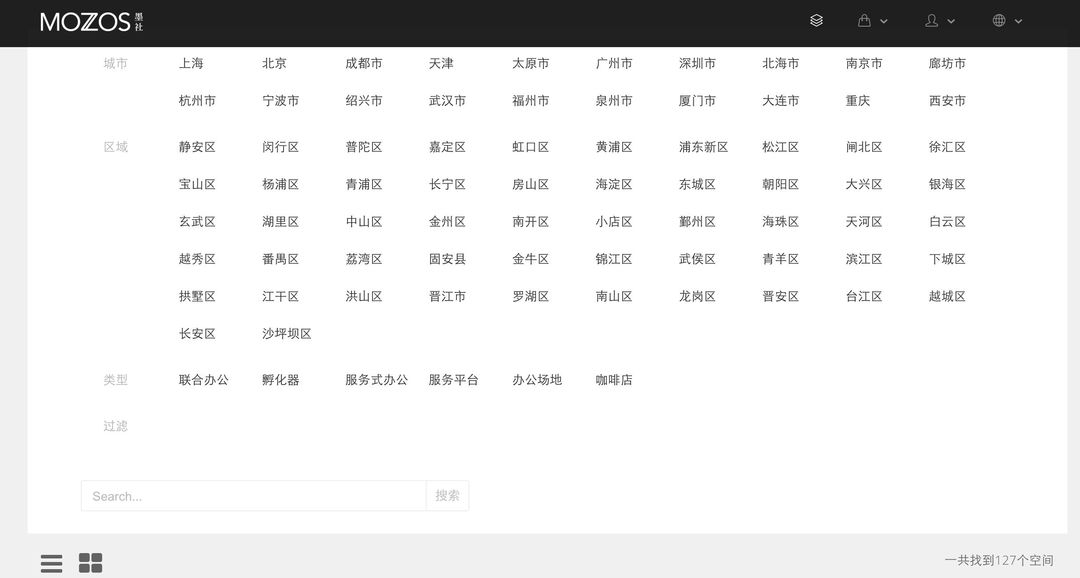 MOZOS 墨社
城市 上海 北京 成都市 天津 太原市 广州市 深圳市 北海市 南京市 廊坊市
杭州市 宁波市 绍兴市 武汉市 福州市 泉州市 厦门市 大连市 重庆 西安市
区域 静安区 闵行区 普陀区 嘉定区 虹口区 黄浦区 浦东新区 松江区 闸北区 徐汇区
宝山区 杨浦区 青浦区 长宁区 房山区 海淀区 东城区 朝阳区 大兴区 银海区
玄武区 湖里区 中山区 金州区 南开区 小店区 鄞州区 海珠区 天河区 白云区
越秀区 番禺区 荔湾区 固安县 金牛区 锦江区 武侯区 青羊区 滨江区 下城区
拱墅区 江干区 洪山区 晋江市 罗湖区 南山区 龙岗区 晋安区 台江区 越城区
长安区 沙坪坝区
类型 联合办公 孵化器 服务式办公 服务平台 办公场地 咖啡店
过滤
Search... 搜索
一共找到127个空间